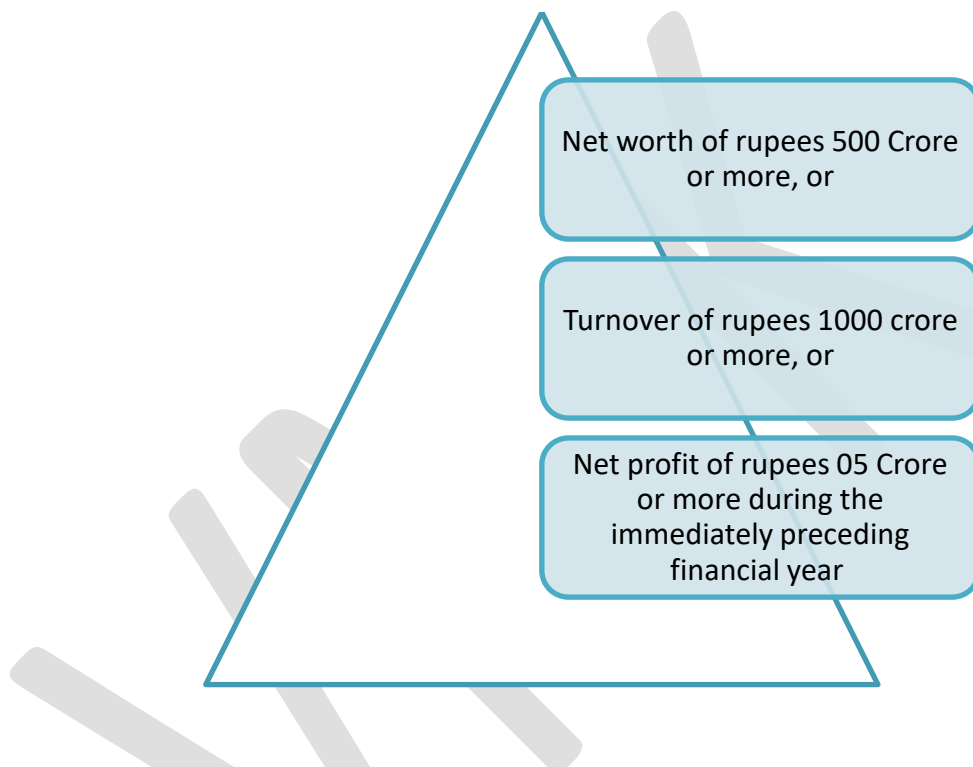 Net worth of rupees 500 Crore
or more, or
Turnover of rupees 1000 crore
or more, or
Net profit of rupees 05 Crore
or more during the
immediately preceding
financial year